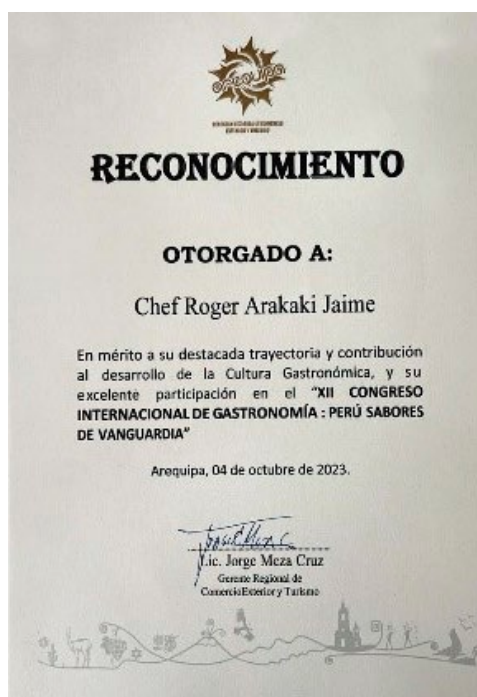 arequipa
RECONOCIMIENTO
OTORGADO A:
Chef Roger Arakaki Jaime
En mérito a su destacada trayectoria y contribución
al desarrollo de la Cultura Gastronómica, y su
excelente participación en el "XII CONGRESO
INTERNACIONAL DE GASTRONOMÍA : PERÚ SABORES
DE VANGUARDIA"
Arequipa, 04 de octubre de 2023.
Lic. Jorge Meza Cruz
Gerente Regional de
Comercio Exterior y Turismo